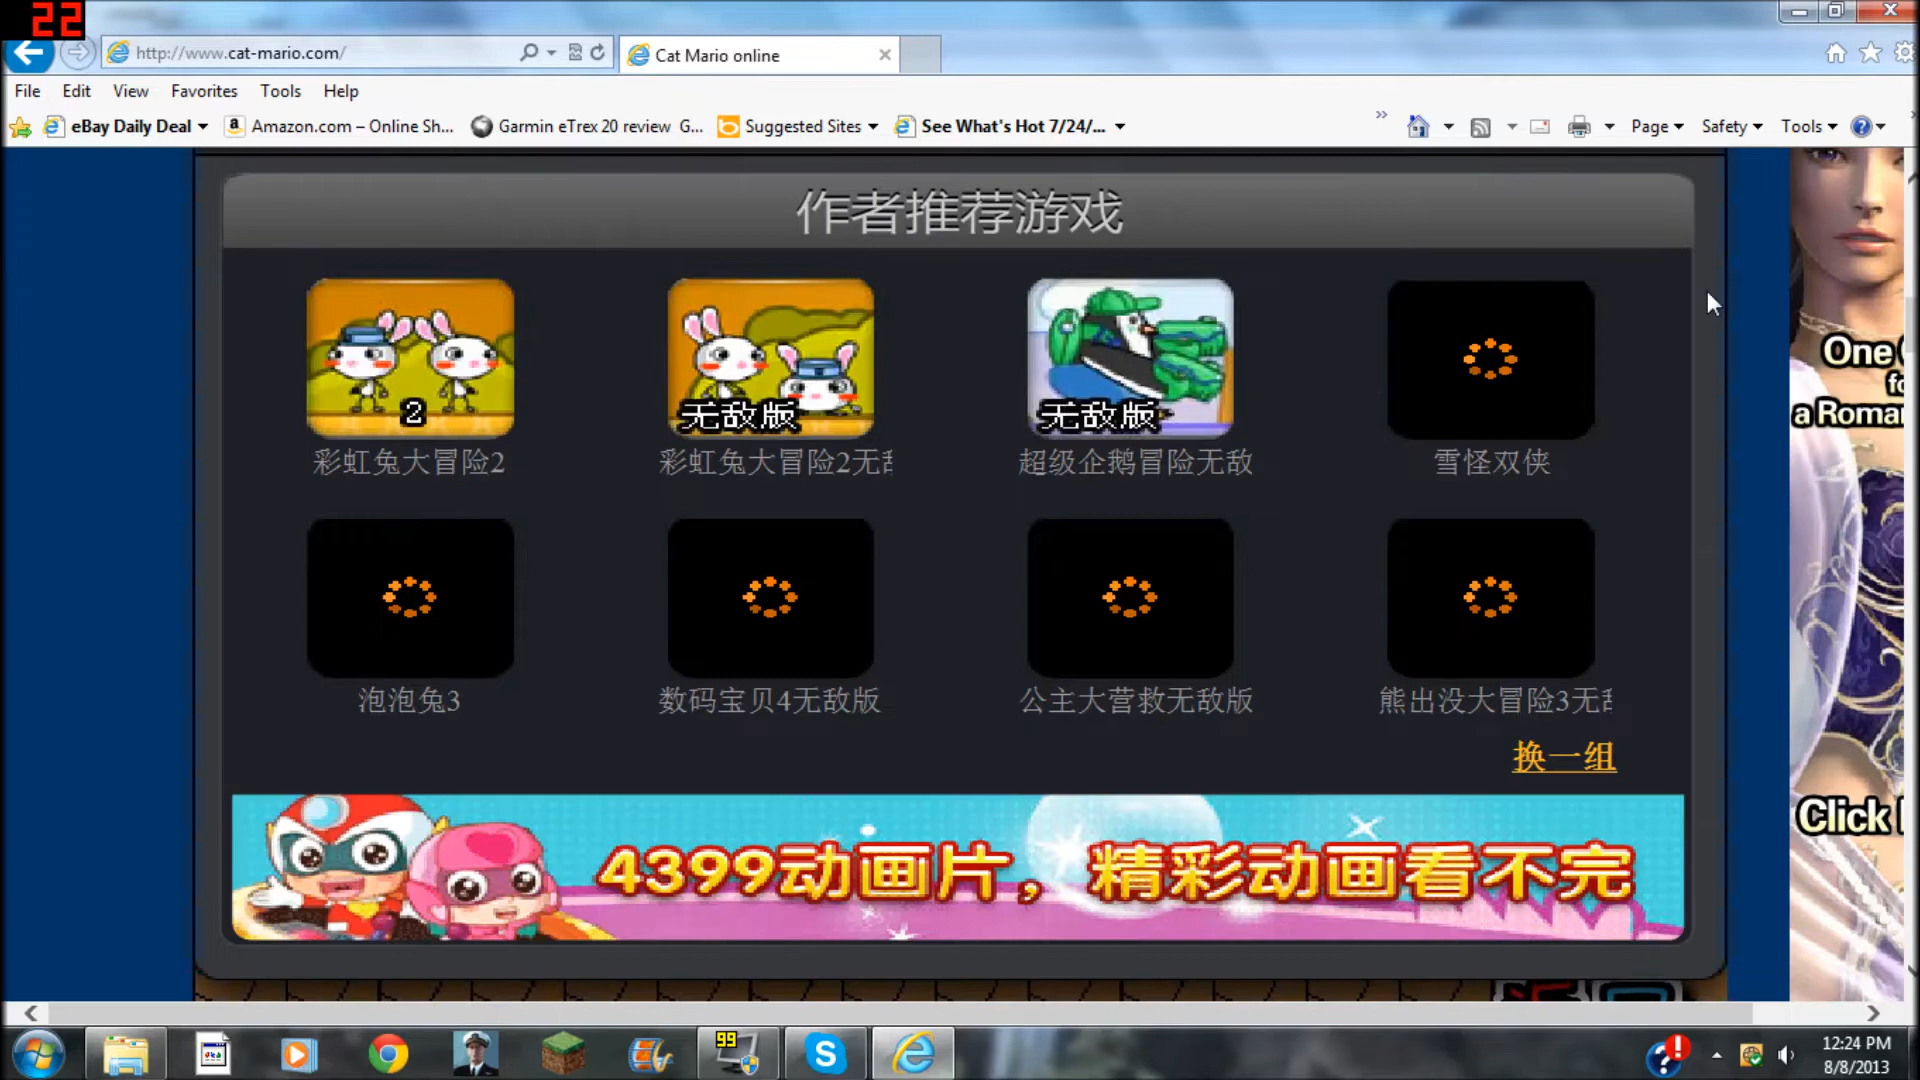 22
http://www.cat-mario.com/
Cat Mario online
File Edit View Favorites Tools Help
eBay Daily Deal Amazon.com – Online Sh... Garmin eTrex 20 review G... Suggested Sites See What's Hot 7/24/... Page Safety Tools
作者推荐游戏
2
无敌版
无敌版
彩虹兔大冒险2
彩虹兔大冒险2无敌
超级企鹅冒险无敌
雪怪双侠
泡泡兔3
数码宝贝4无敌版
公主大营救无敌版
熊出没大冒险3无敌
换一组
4399动画片，精彩动画看不完
One
fo
a Roman
Click
99
12:24 PM
8/8/2013